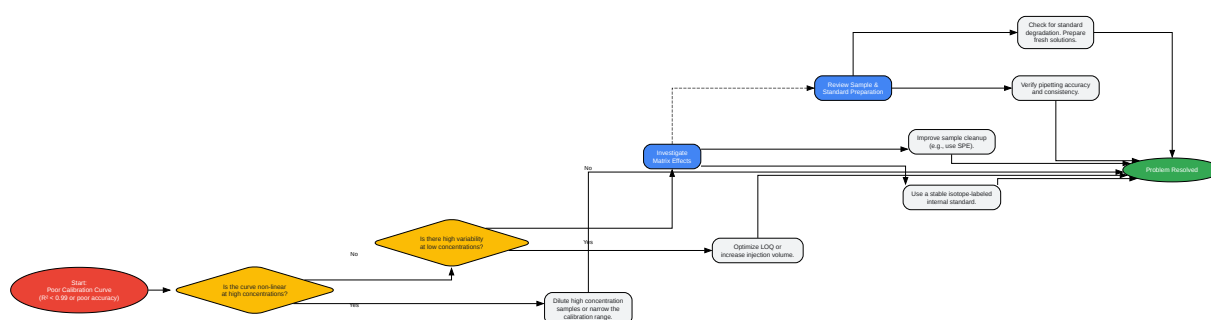 Check for standard
degradation. Prepare
fresh solutions.
Review Sample &
Standard Preparation
Verify pipetting accuracy
and consistency.
Improve sample cleanup
(e.g., use SPE).
Investigate
Matrix Effects
No
Problem Resolved
Use a stable isotope-labeled
internal standard.
Is there high variability
at low concentrations?
Yes
Optimize LOQ or
increase injection volume.
No
Start:
Poor Calibration Curve
(R² < 0.99 or poor accuracy)
Is the curve non-linear
at high concentrations?
Yes
Dilute high concentration
samples or narrow the
calibration range.